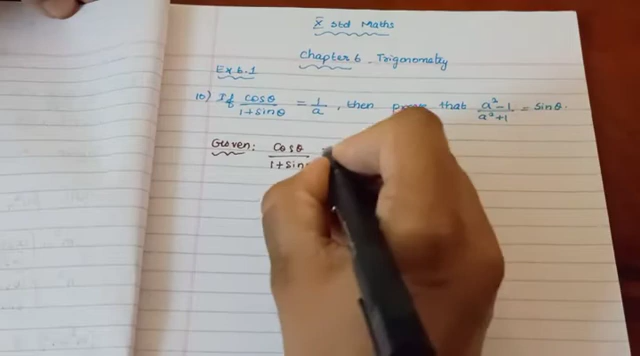 X Std Maths
Chapter 6 - Trigonometry
Ex.6.1
10) If cosθ/1+sinθ = 1/a, then prove that a²-1/a²+1 = sinθ.
Given: cosθ/1+sin